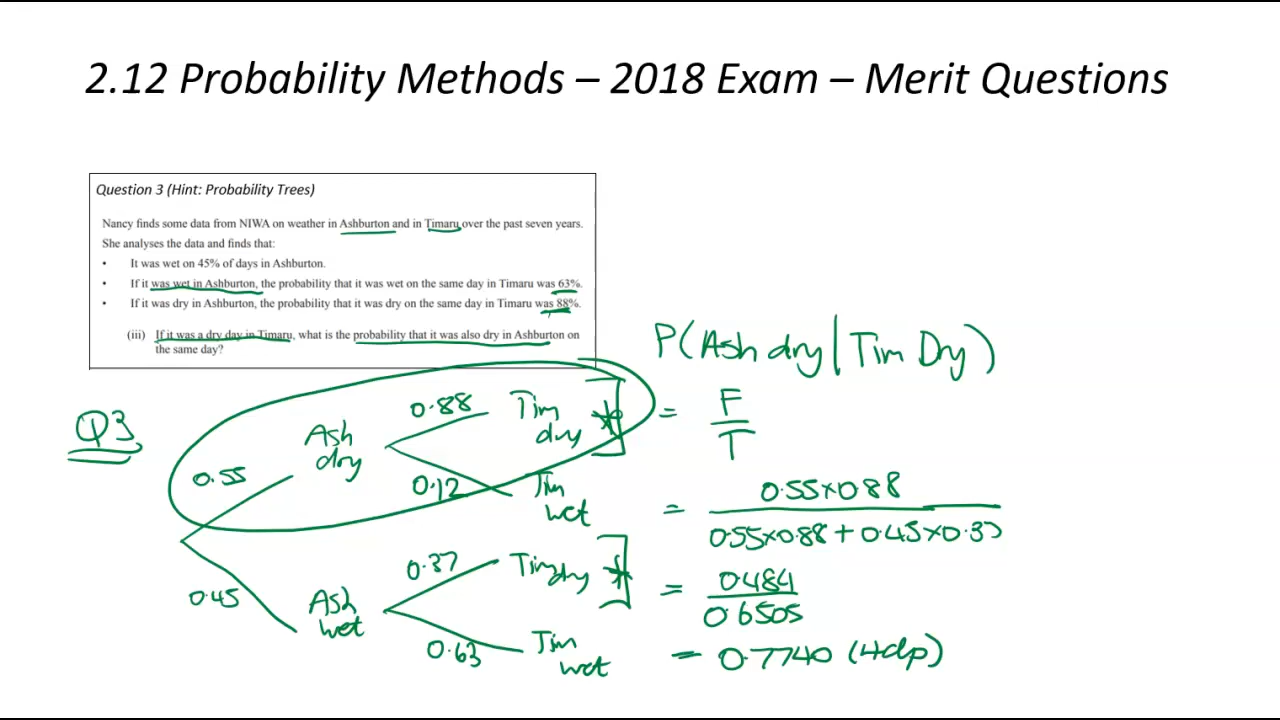 2.12 Probability Methods – 2018 Exam – Merit Questions
Question 3 (Hint: Probability Trees)
Nancy finds some data from NIWA on weather in Ashburton and in Timaru over the past seven years.
She analyses the data and finds that:
• It was wet on 45% of days in Ashburton.
• If it was wet in Ashburton, the probability that it was wet on the same day in Timaru was 63%.
• If it was dry in Ashburton, the probability that it was dry on the same day in Timaru was 88%.
(iii) If it was a dry day in Timaru, what is the probability that it was also dry in Ashburton on
the same day?
Q3
0.55
Ash
dry
0.88
Tim
dry
*
0.12
Tim
wet
0.45
Ash
wet
0.37
Tim dry
*
0.63
Tim
wet
P(Ash dry | Tim Dry)
= F
T
= 0.55×0.88
0.55×0.88 + 0.45×0.37
= 0.484
0.6505
= 0.7740 (4dp)